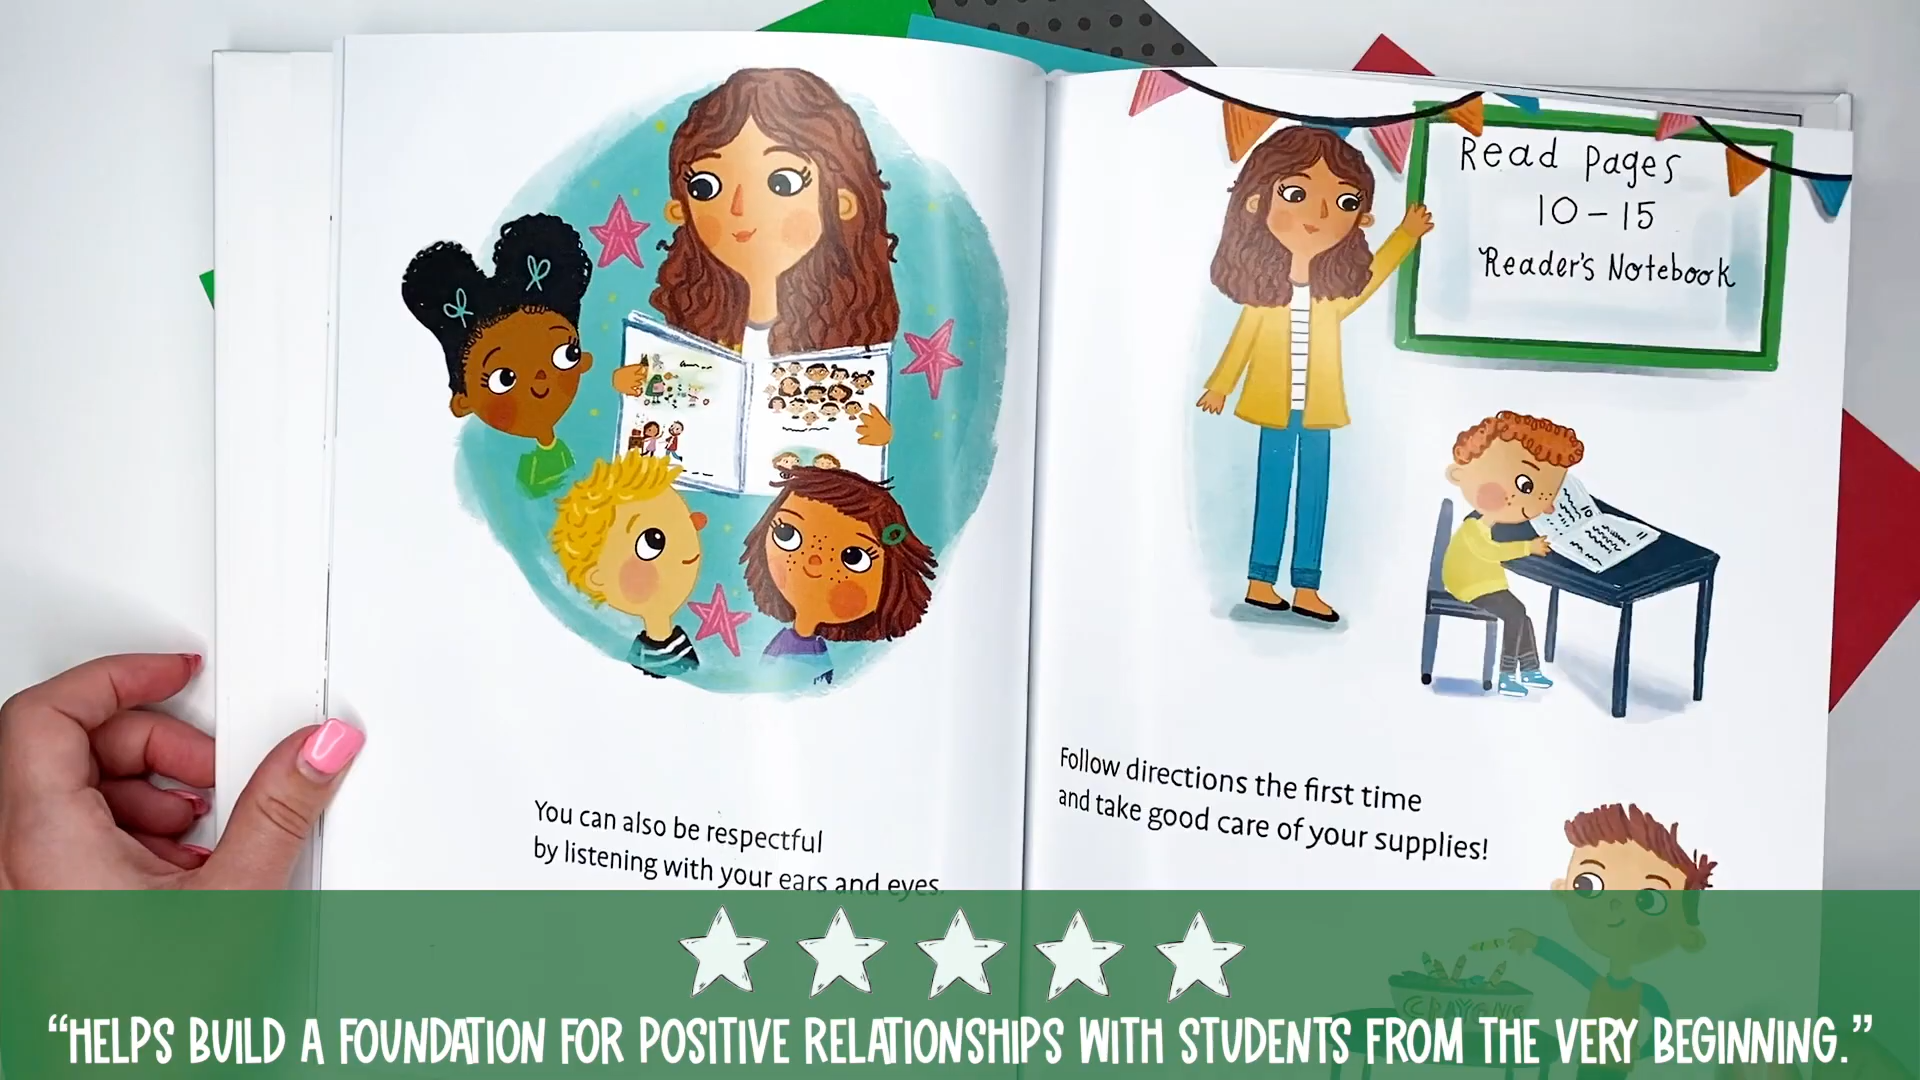 Read Pages
10-15
Reader's Notebook
You can also be respectful
by listening with your ears and eyes.
Follow directions the first time
and take good care of your supplies!
CRAYONS
"HELPS BUILD A FOUNDATION FOR POSITIVE RELATIONSHIPS WITH STUDENTS FROM THE VERY BEGINNING."